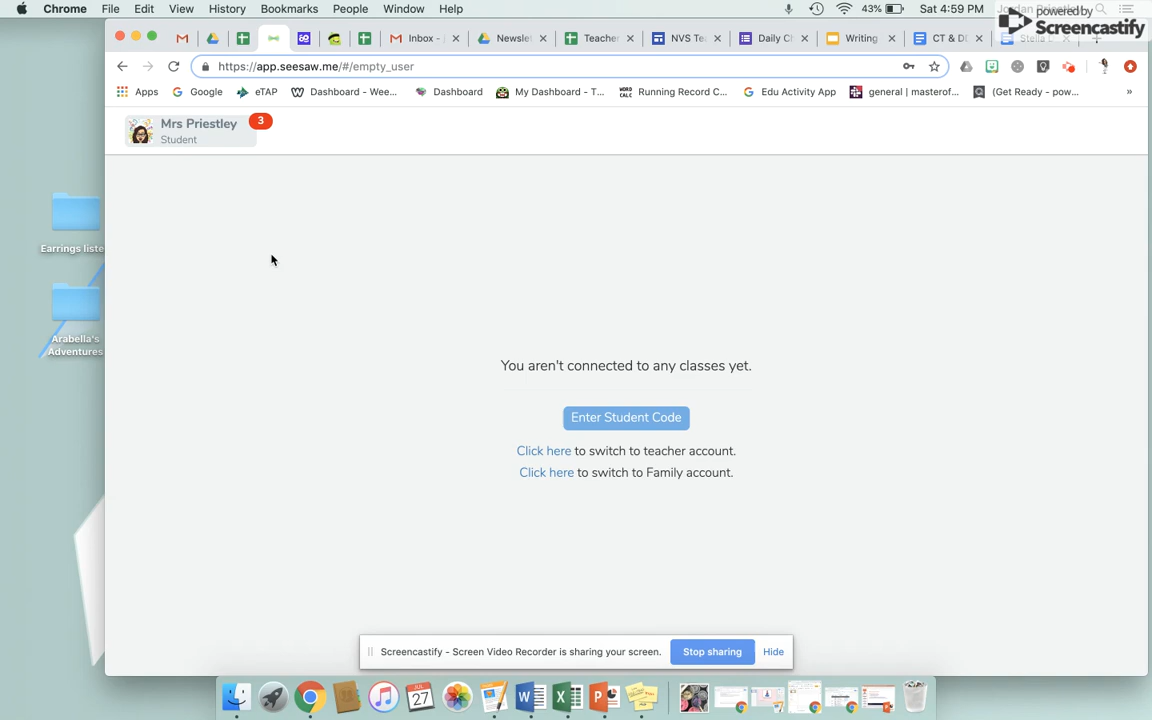 Chrome File Edit View History Bookmarks People Window Help 43% Sat 4:59 PM
powered by
Screencastify
Inbox - Newsle Teache NVS Te Daily C Writing CT & D
https://app.seesaw.me/#/empty_user
Apps Google eTAP Dashboard - Wee... Dashboard My Dashboard - T... WORD CALC Running Record C... Edu Activity App general | masterof... (Get Ready - pow... »
Mrs Priestley 3
Student
Earrings liste
Arabella's
Adventures
You aren't connected to any classes yet.
Enter Student Code
Click here to switch to teacher account.
Click here to switch to Family account.
Screencastify - Screen Video Recorder is sharing your screen. Stop sharing Hide
JUL
27